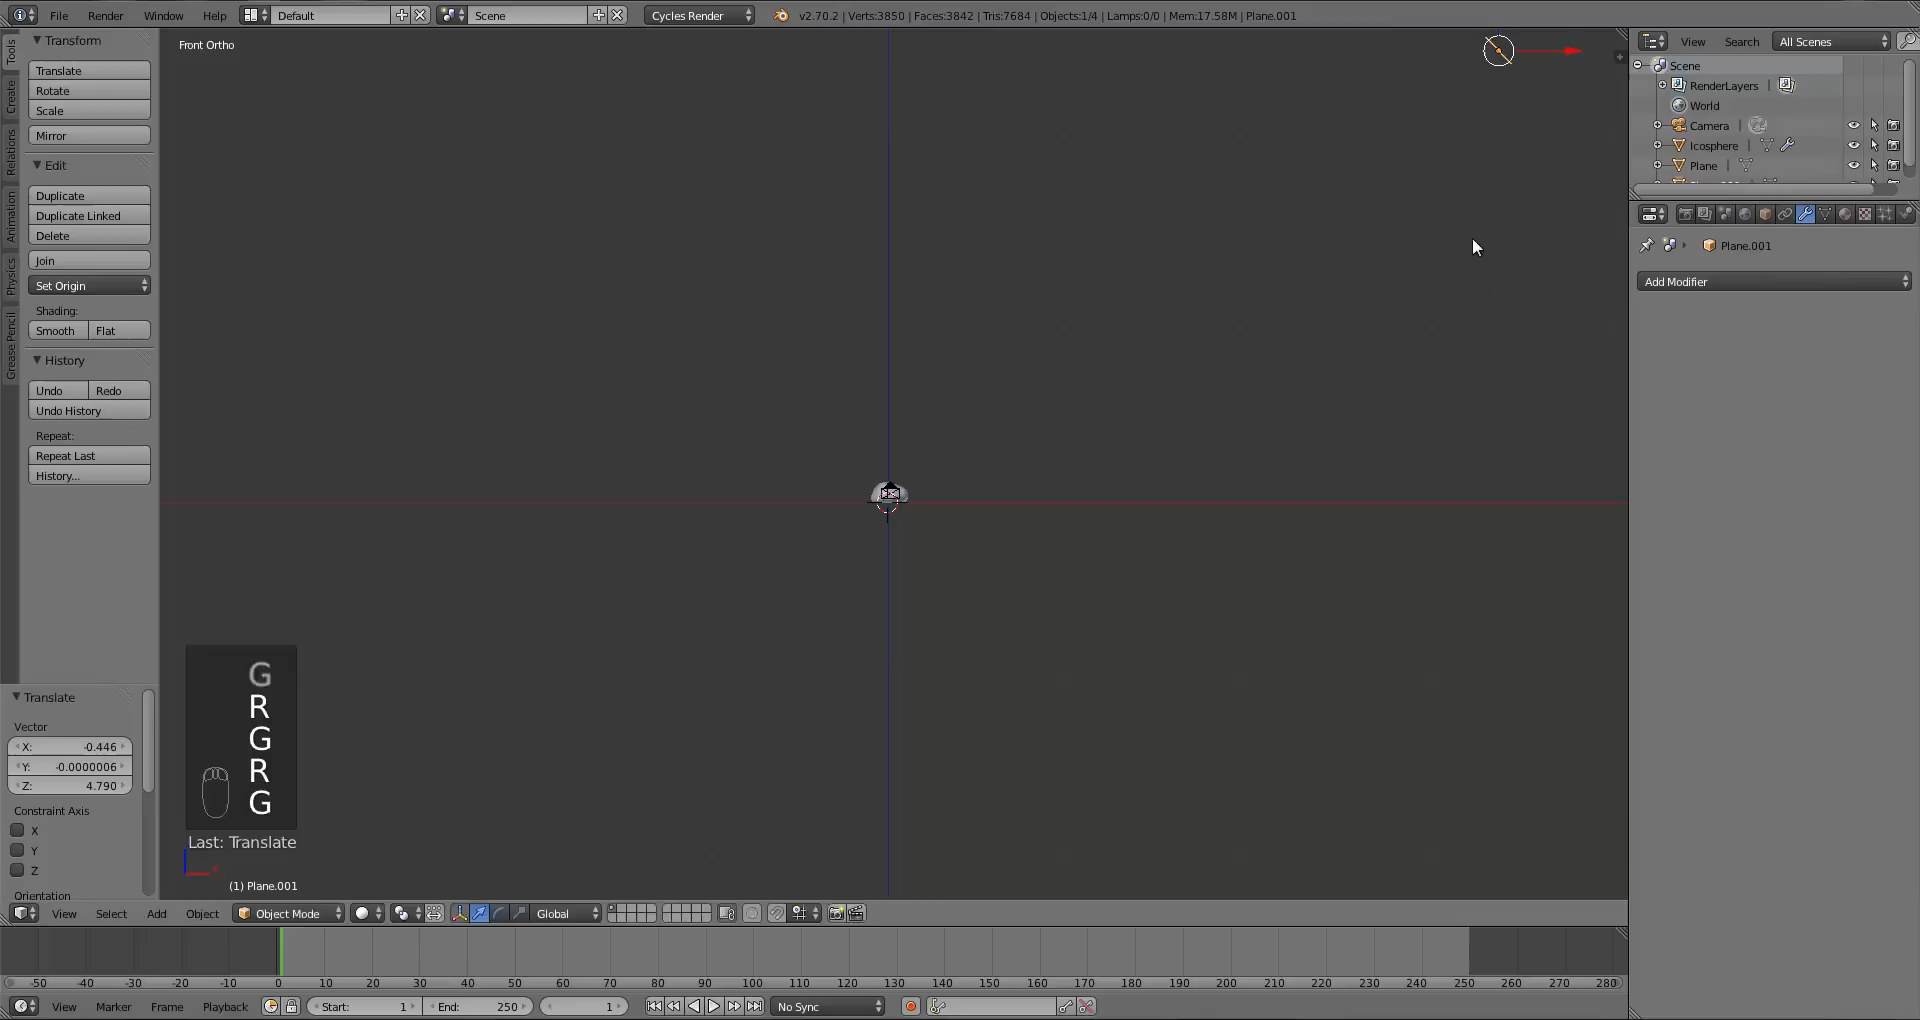 File Render Window Help Default Scene Cycles Render v2.70.2 | Verts:3850 | Faces:3842 | Tris:7684 | Objects:1/4 | Lamps:0/0 | Mem:17.58M | Plane.001
Tools
Create
Relations
Animation
Physics
Grease Pencil
Transform
Translate
Rotate
Scale
Mirror
Edit
Duplicate
Duplicate Linked
Delete
Join
Set Origin
Shading:
Smooth Flat
History
Undo Redo
Undo History
Repeat:
Repeat Last
History...
Translate
Vector
X: -0.446
Y: -0.0000006
Z: 4.790
Constraint Axis
X
Y
Z
Orientation
Front Ortho
G
R
G
R
G
Last: Translate
(1) Plane.001
View Search All Scenes
Scene
RenderLayers |
World
Camera |
Icosphere |
Plane |
Plane.001
Add Modifier
View Select Add Object Object Mode Global
-50 -40 -30 -20 -10 0 10 20 30 40 50 60 70 80 90 100 110 120 130 140 150 160 170 180 190 200 210 220 230 240 250 260 270 280
View Marker Frame Playback Start: 1 End: 250 1 No Sync